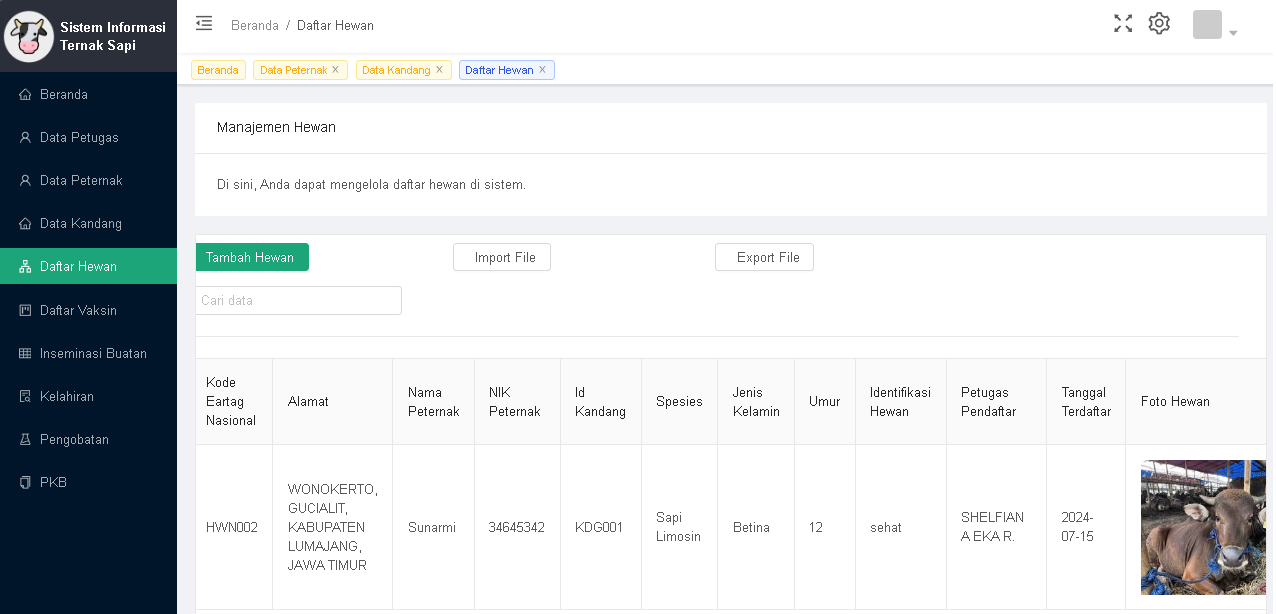 Sistem Informasi
Ternak Sapi
Beranda / Daftar Hewan
Beranda
Data Peternak
Data Kandang
Daftar Hewan
Beranda
Data Petugas
Data Peternak
Data Kandang
Daftar Hewan
Daftar Vaksin
Inseminasi Buatan
Kelahiran
Pengobatan
PKB
Manajemen Hewan
Di sini, Anda dapat mengelola daftar hewan di sistem.
Tambah Hewan
Import File
Export File
Cari data
Kode
Eartag
Nasional
Alamat
Nama
Peternak
NIK
Peternak
Id
Kandang
Spesies
Jenis
Kelamin
Umur
Identifikasi
Hewan
Petugas
Pendaftar
Tanggal
Terdaftar
Foto Hewan
HWN002
WONOKERTO,
GUCIALIT,
KABUPATEN
LUMAJANG,
JAWA TIMUR
Sunarmi
34645342
KDG001
Sapi
Limosin
Betina
12
sehat
SHELFIAN
A EKA R.
2024-
07-15